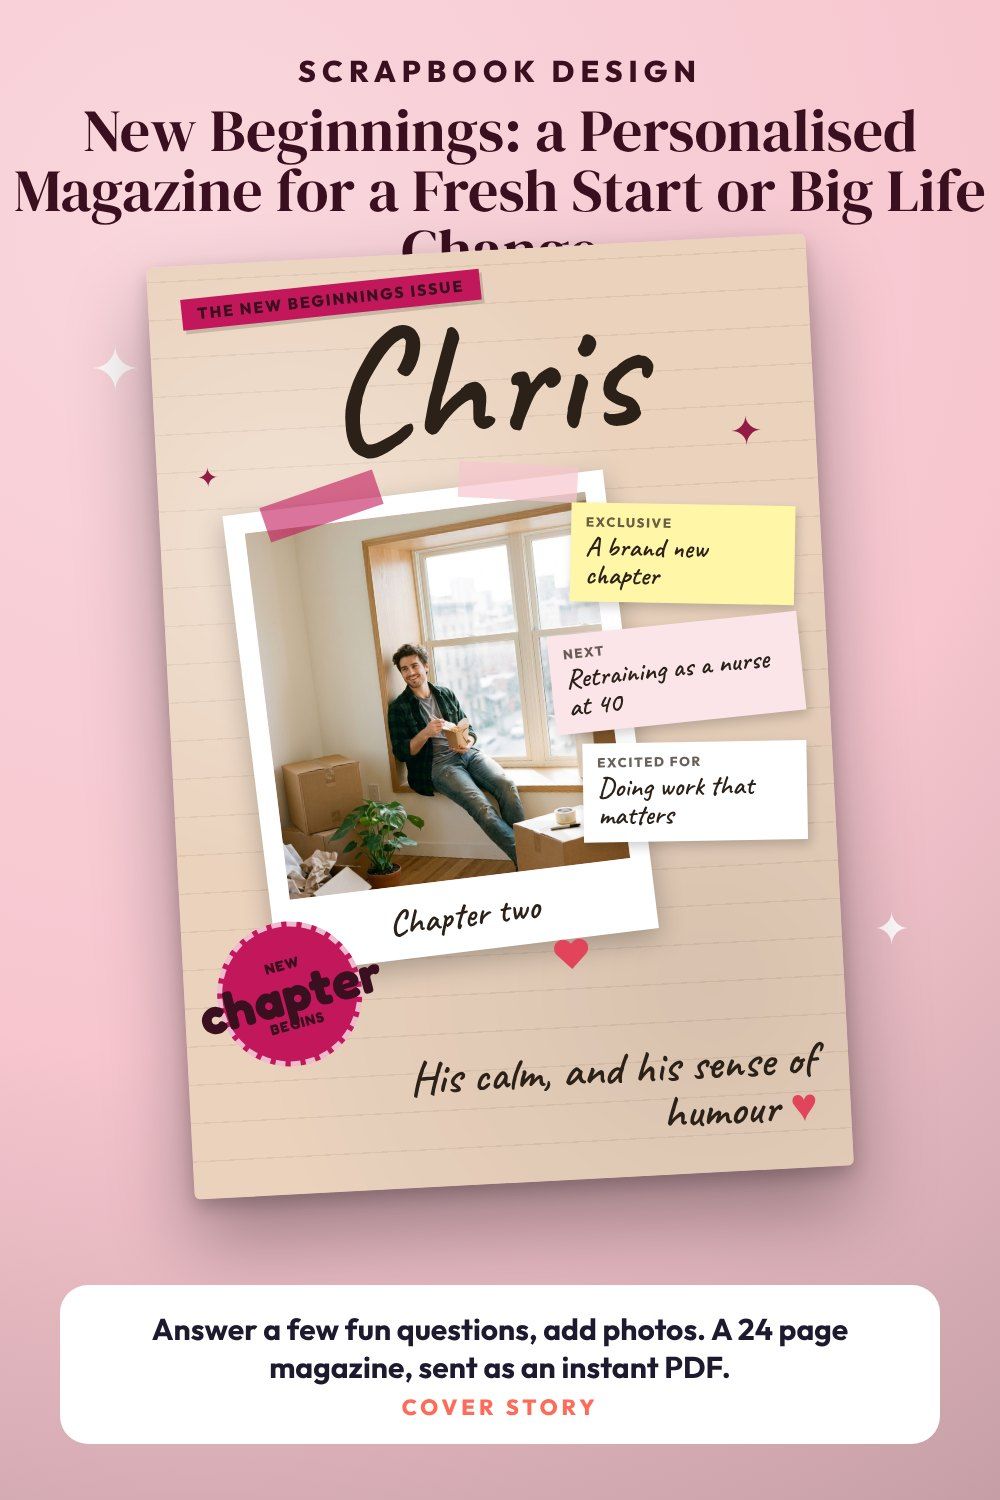 SCRAPBOOK DESIGN
New Beginnings: a Personalised
Magazine for a Fresh Start or Big Life
Change
THE NEW BEGINNINGS ISSUE
Chris
EXCLUSIVE
A brand new
chapter
NEXT
Retraining as a nurse
at 40
EXCITED FOR
Doing work that
matters
Chapter two
NEW
chapter
BEGINS
His calm, and his sense of
humour ♥
Answer a few fun questions, add photos. A 24 page
magazine, sent as an instant PDF.
COVER STORY